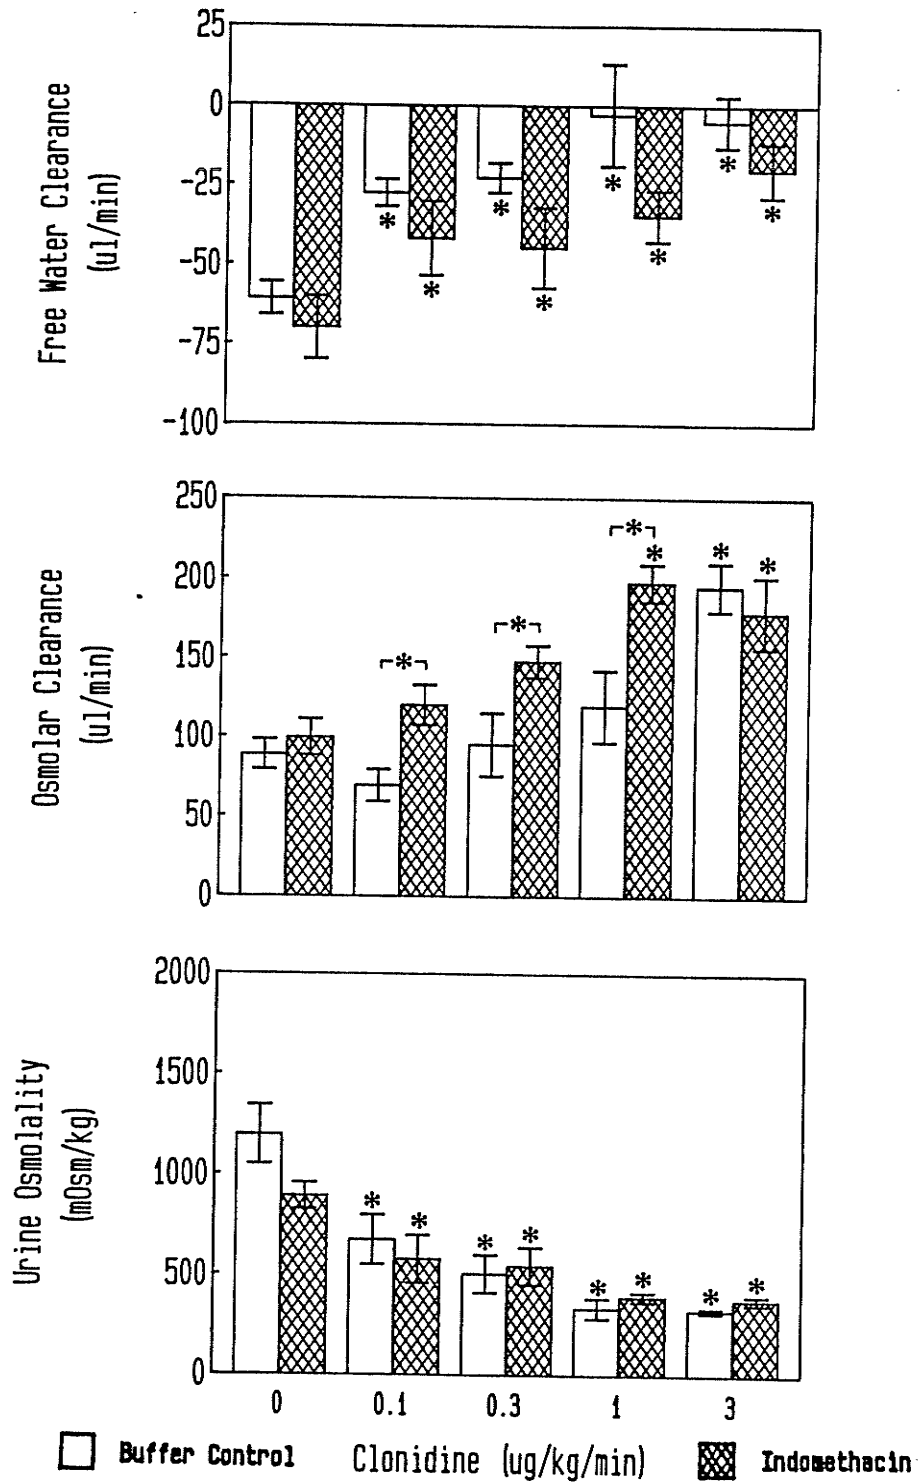 Free Water Clearance
(ul/min)
25
0
-25
-50
-75
-100
* * * *
* * * *
Osmolar Clearance
(ul/min)
250
200
150
100
50
0
* * * * * *
Urine Osmolality
(mOsm/kg)
2000
1500
1000
500
0
* * * * * * * *
0 0.1 0.3 1 3
Buffer Control Clonidine (ug/kg/min) Indomethacin